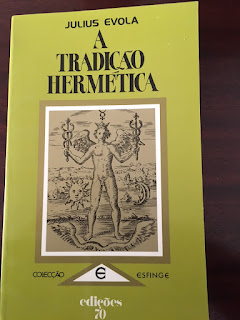 JULIUS EVOLA
A
TRADIÇÃO
HERMÉTICA
COLECÇÃO E ESFINGE
edições
70